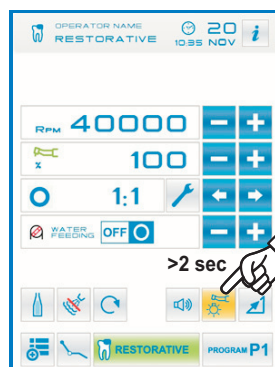 OPERATOR NAME
RESTORATIVE
20
10:35 NOV
i
RPM 40000 - +
% 100 - +
1:1
WATER FEEDING OFF - +
>2 sec
RESTORATIVE
PROGRAM P1